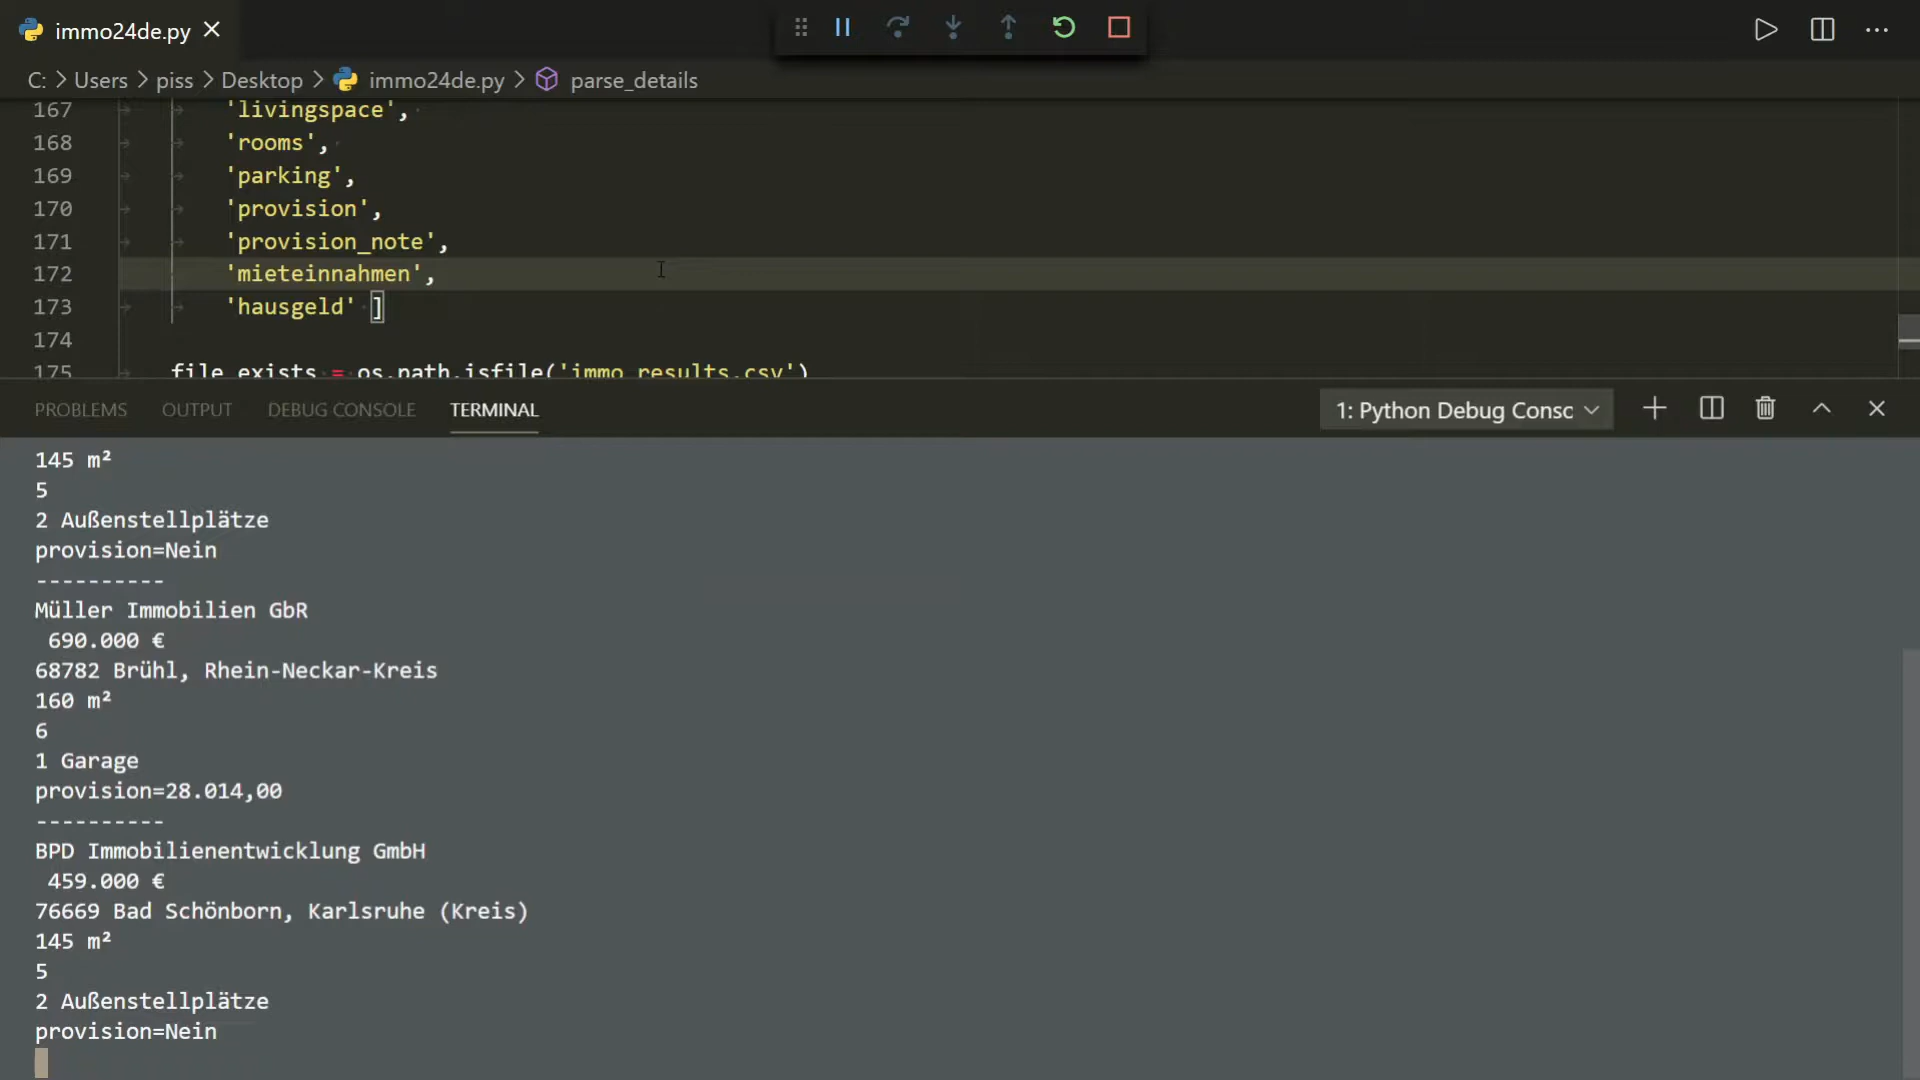 immo24de.py
C: > Users > piss > Desktop > immo24de.py > parse_details
167 'livingspace',
168 'rooms',
169 'parking',
170 'provision',
171 'provision_note',
172 'mieteinnahmen',
173 'hausgeld' ]
174
175 file_exists = os.path.isfile('immo_results.csv')
PROBLEMS OUTPUT DEBUG CONSOLE TERMINAL 1: Python Debug Consc
145 m²
5
2 Außenstellplätze
provision=Nein
----------
Müller Immobilien GbR
690.000 €
68782 Brühl, Rhein-Neckar-Kreis
160 m²
6
1 Garage
provision=28.014,00
----------
BPD Immobilienentwicklung GmbH
459.000 €
76669 Bad Schönborn, Karlsruhe (Kreis)
145 m²
5
2 Außenstellplätze
provision=Nein